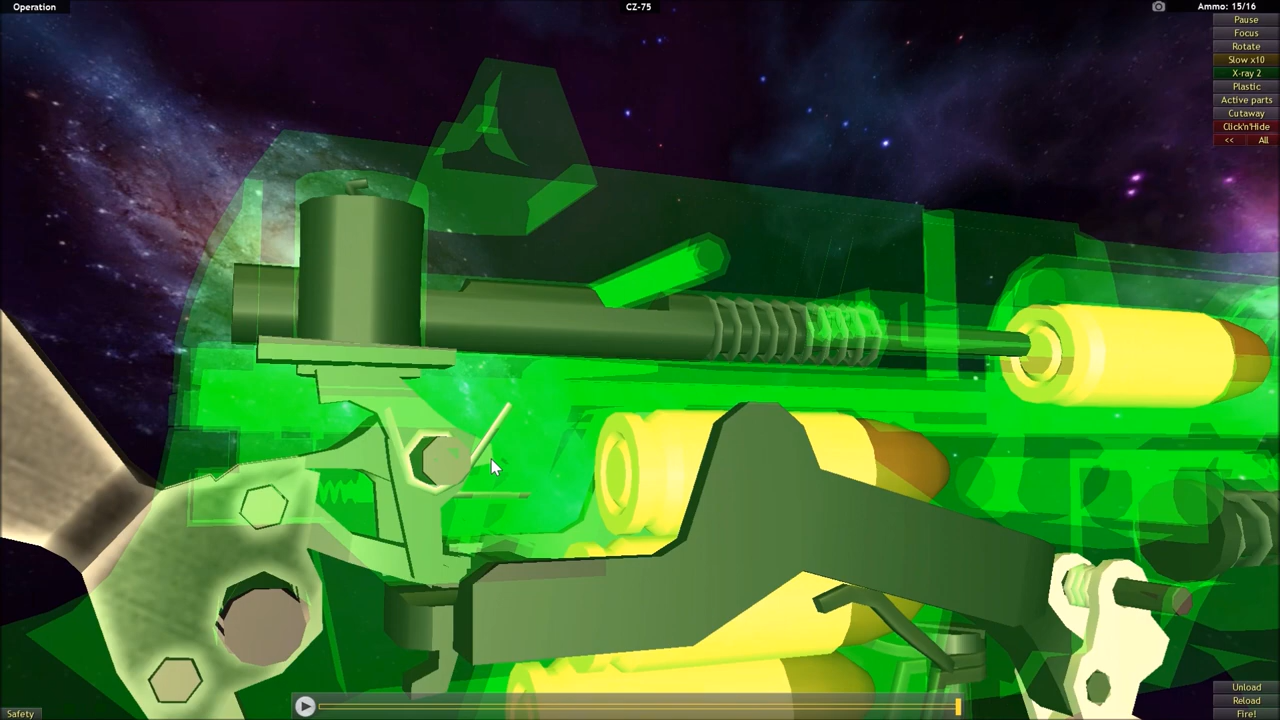 Operation
CZ-75
Ammo: 15/16
Pause
Focus
Rotate
Slow x10
X-ray 2
Plastic
Active parts
Cutaway
Click'n'Hide
<< All
Unload
Reload
Safety
Fire!